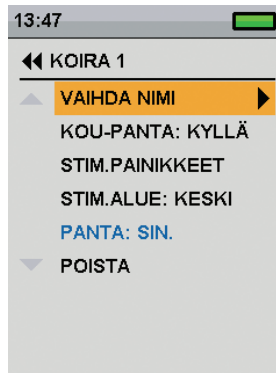 13:47
KOIRA 1
VAIHDA NIMI
KOU-PANTA: KYLLÄ
STIM.PAINIKKEET
STIM.ALUE: KESKI
PANTA: SIN.
POISTA